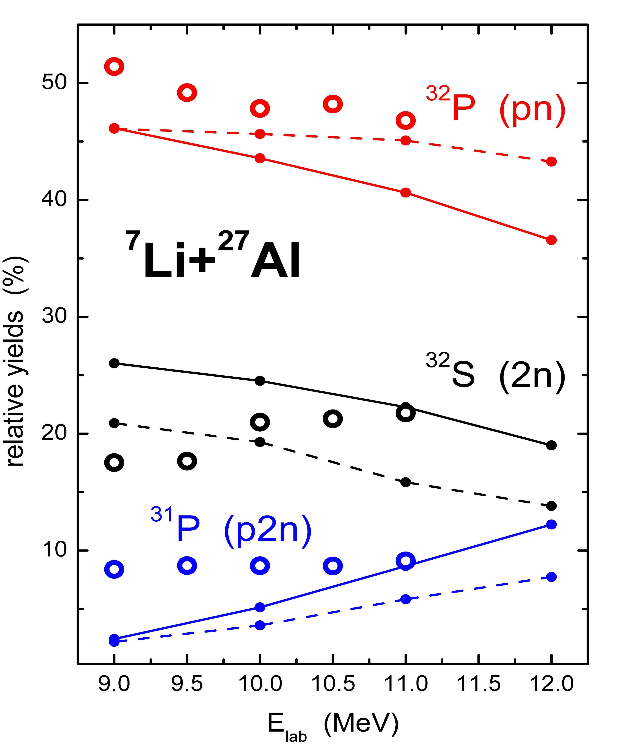 50
40
30
20
10
relative yields (%)
³²P (pn)
⁷Li+²⁷Al
³²S (2n)
³¹P (p2n)
9.0 9.5 10.0 10.5 11.0 11.5 12.0
E_lab (MeV)